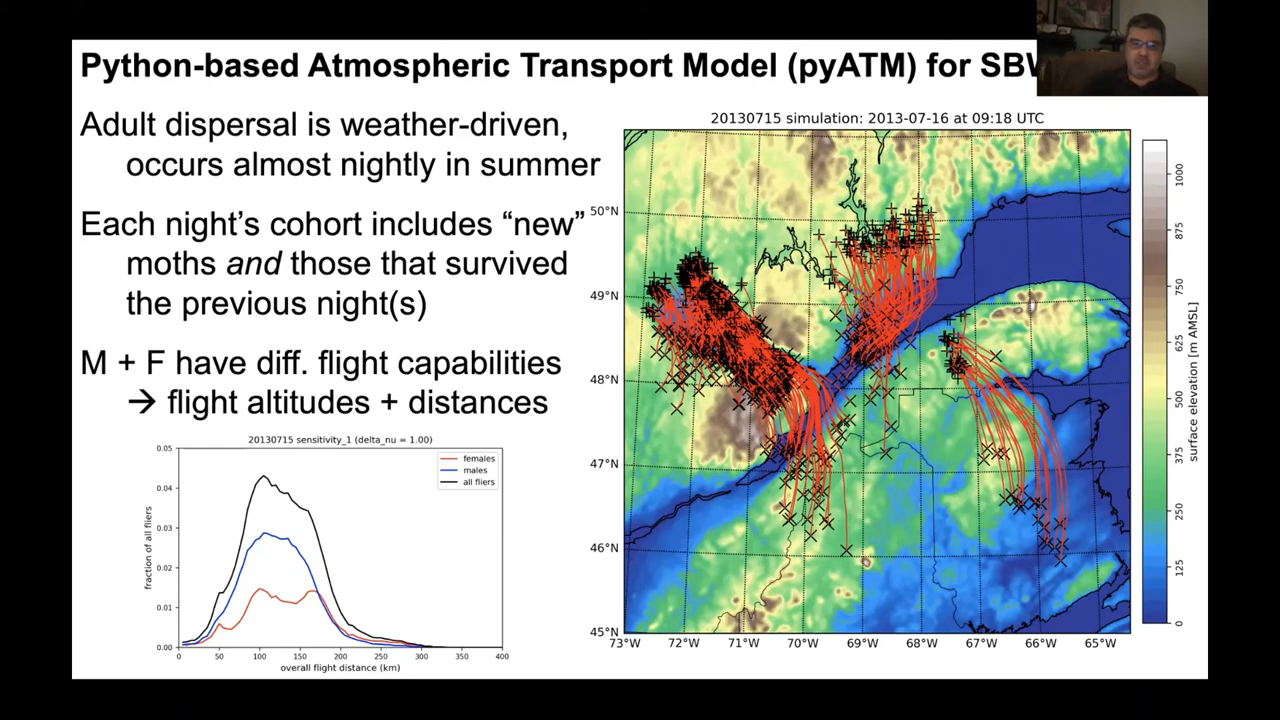 Python-based Atmospheric Transport Model (pyATM) for SBW
Adult dispersal is weather-driven,
occurs almost nightly in summer
Each night's cohort includes “new”
moths and those that survived
the previous night(s)
M + F have diff. flight capabilities
→ flight altitudes + distances
20130715 sensitivity_1 (delta_nu = 1.00)
females
males
all fliers
fraction of all fliers
0.05
0.04
0.03
0.02
0.01
0.00
0 50 100 150 200 250 300 350 400
overall flight distance (km)
20130715 simulation: 2013-07-16 at 09:18 UTC
50°N
49°N
48°N
47°N
46°N
45°N
73°W 72°W 71°W 70°W 69°W 68°W 67°W 66°W 65°W
1000
875
750
625
500
375
250
125
0
surface elevation [m AMSL]